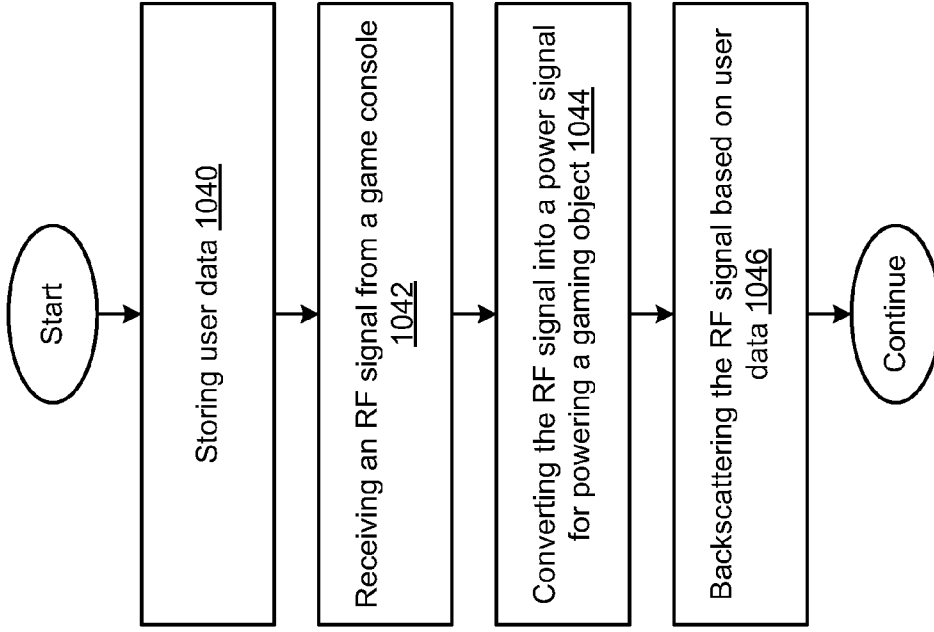 Start
Storing user data 1040
Receiving an RF signal from a game console
1042
Converting the RF signal into a power signal
for powering a gaming object 1044
Backscattering the RF signal based on user
data 1046
Continue